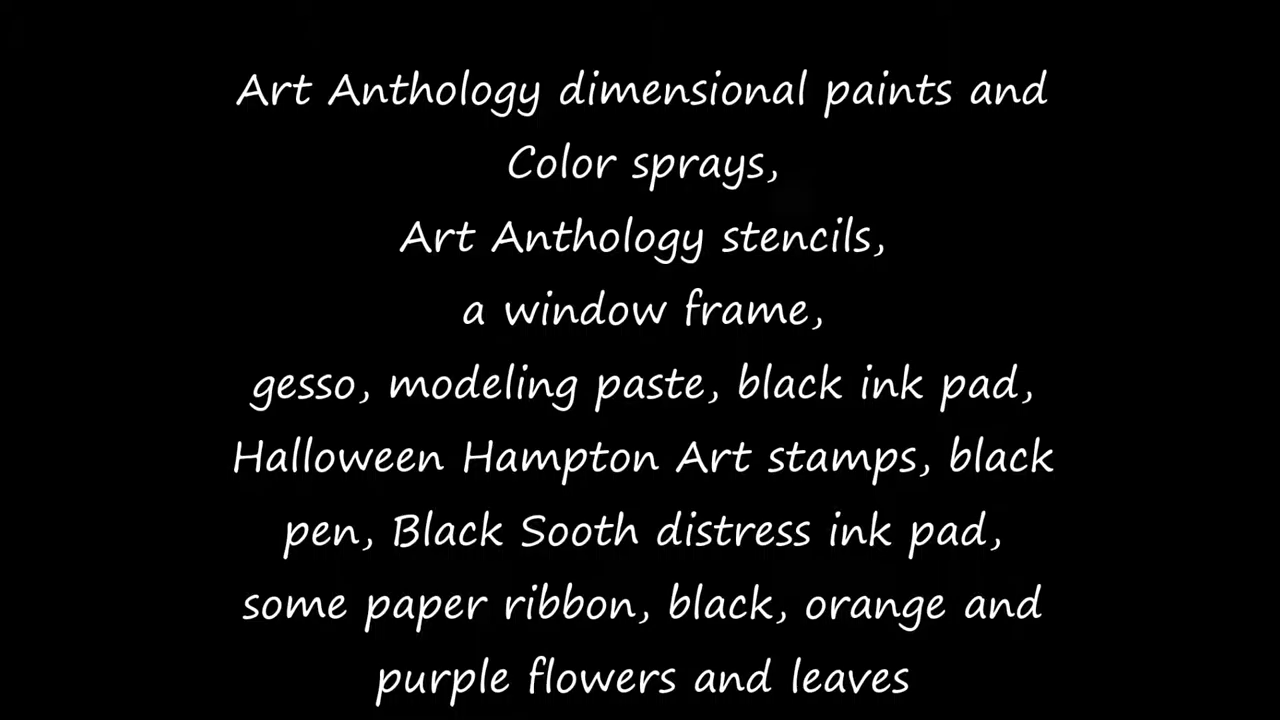 Art Anthology dimensional paints and
Color sprays,
Art Anthology stencils,
a window frame,
gesso, modeling paste, black ink pad,
Halloween Hampton Art stamps, black
pen, Black Sooth distress ink pad,
some paper ribbon, black, orange and
purple flowers and leaves